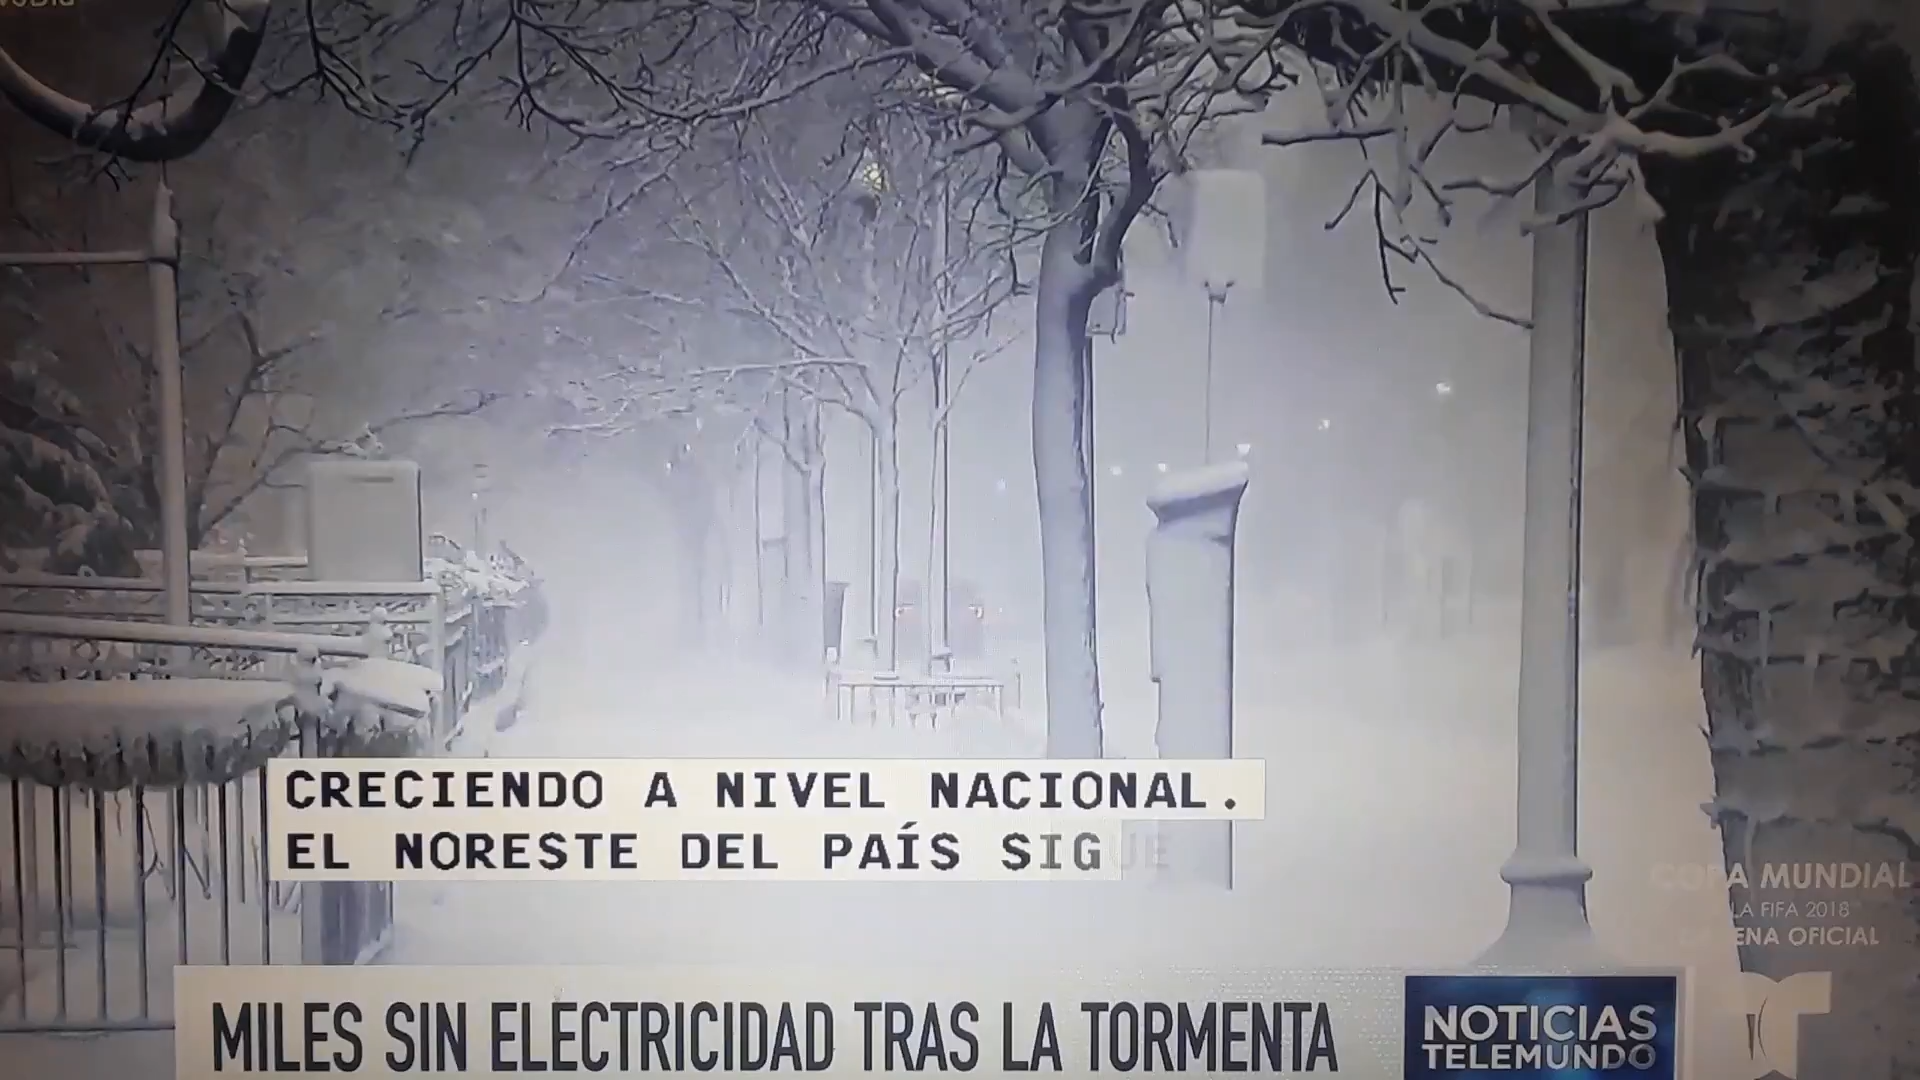 CRECIENDO A NIVEL NACIONAL.
EL NORESTE DEL PAÍS SIGUE
COPA MUNDIAL
LA FIFA 2018
CADENA OFICIAL
MILES SIN ELECTRICIDAD TRAS LA TORMENTA
NOTICIAS
TELEMUNDO